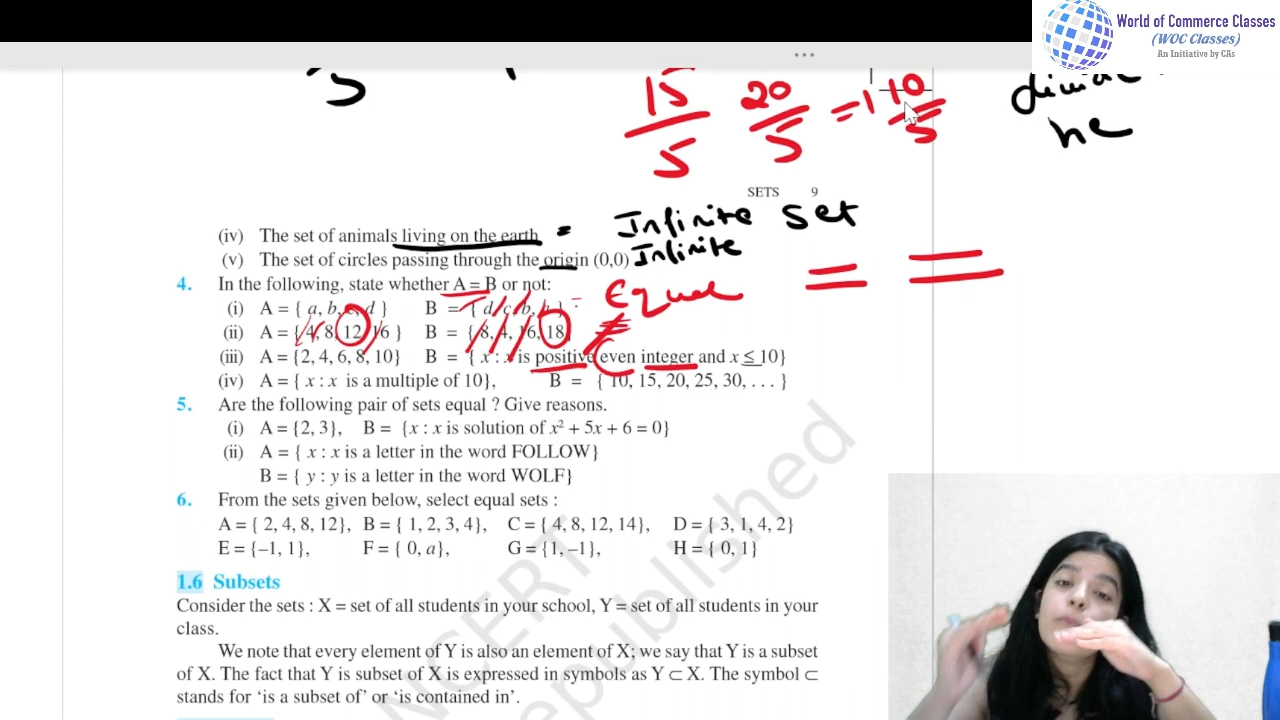 World of Commerce Classes
(WOC Classes)
An Initiative by CAs
5
15/5 20/5 = 1 10/5
he
SETS 9
(iv) The set of animals living on the earth = Infinite set
(v) The set of circles passing through the origin (0,0) Infinite
4. In the following, state whether A = B or not:
(i) A = { a, b, c, d } B = { d, c, b, a } Equal = =
(ii) A = { 4, 8, 12, 16 } B = { 8, 4, 16, 18}
(iii) A = {2, 4, 6, 8, 10} B = { x : x is positive even integer and x ≤ 10}
(iv) A = { x : x is a multiple of 10}, B = { 10, 15, 20, 25, 30, . . . }
5. Are the following pair of sets equal ? Give reasons.
(i) A = {2, 3}, B = {x : x is solution of x² + 5x + 6 = 0}
(ii) A = { x : x is a letter in the word FOLLOW}
B = { y : y is a letter in the word WOLF}
6. From the sets given below, select equal sets :
A = { 2, 4, 8, 12}, B = { 1, 2, 3, 4}, C = { 4, 8, 12, 14}, D = { 3, 1, 4, 2}
E = {–1, 1}, F = { 0, a}, G = {1, –1}, H = { 0, 1}
1.6 Subsets
Consider the sets : X = set of all students in your school, Y = set of all students in your
class.
We note that every element of Y is also an element of X; we say that Y is a subset
of X. The fact that Y is subset of X is expressed in symbols as Y ⊂ X. The symbol ⊂
stands for ‘is a subset of’ or ‘is contained in’.
NCERT
republished